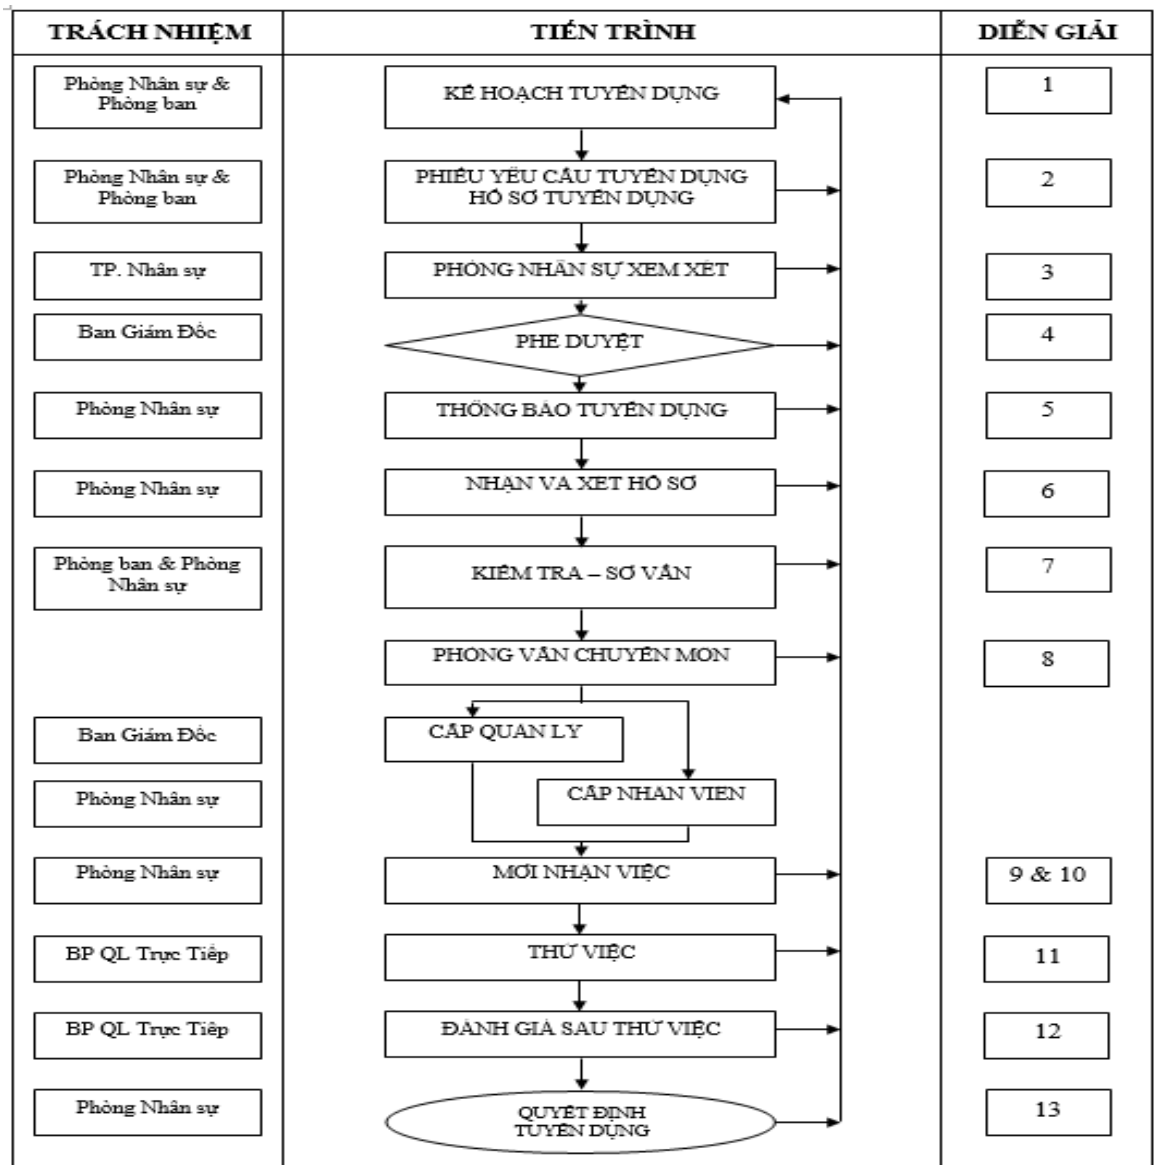 TRÁCH NHIỆM
TIẾN TRÌNH
DIỄN GIẢI
Phòng Nhân sự &
Phòng ban
KẾ HOẠCH TUYỂN DỤNG
1
Phòng Nhân sự &
Phòng ban
PHIẾU YÊU CẦU TUYỂN DỤNG
HỒ SƠ TUYỂN DỤNG
2
TP. Nhân sự
PHÒNG NHÂN SỰ XEM XÉT
3
Ban Giám Đốc
PHÊ DUYỆT
4
Phòng Nhân sự
THÔNG BÁO TUYỂN DỤNG
5
Phòng Nhân sự
NHẬN VÀ XÉT HỒ SƠ
6
Phòng ban & Phòng
Nhân sự
KIỂM TRA – SƠ VẤN
7
PHỎNG VẤN CHUYÊN MÔN
8
Ban Giám Đốc
CẤP QUẢN LÝ
Phòng Nhân sự
CẤP NHÂN VIÊN
Phòng Nhân sự
MỜI NHẬN VIỆC
9 & 10
BP QL Trực Tiếp
THỬ VIỆC
11
BP QL Trực Tiếp
ĐÁNH GIÁ SAU THỬ VIỆC
12
Phòng Nhân sự
QUYẾT ĐỊNH
TUYỂN DỤNG
13